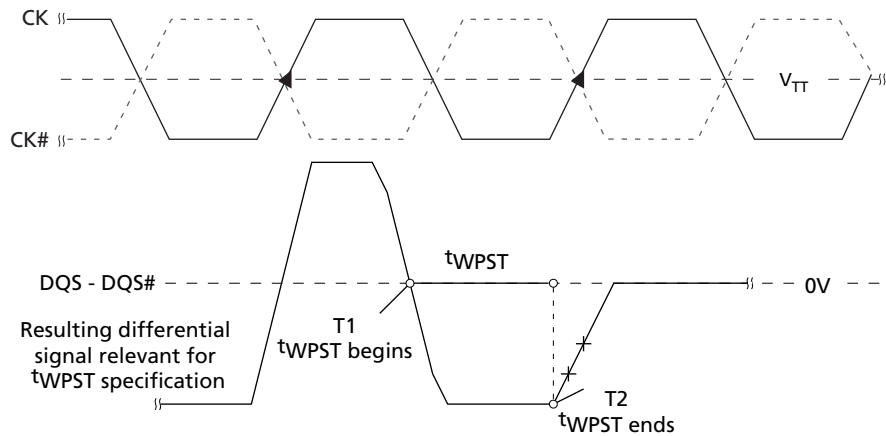 CK
V_TT
CK#
tWPST
DQS - DQS#
0V
Resulting differential
signal relevant for
tWPST specification
T1
tWPST begins
T2
tWPST ends